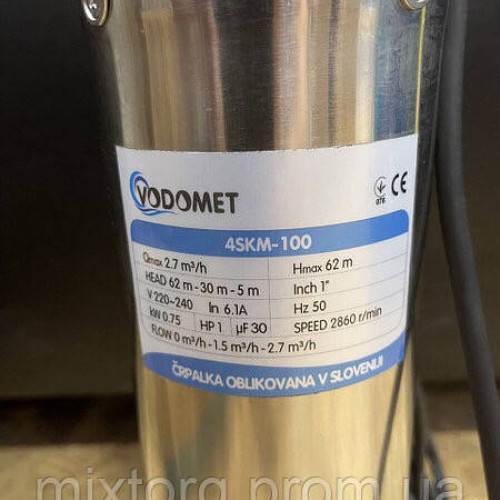 VODOMET
076 CE
4SKM-100
Qmax 2.7 m³/h
Hmax 62 m
HEAD 62 m - 30 m - 5 m
Inch 1"
V 220~240 In 6.1A
Hz 50
kW 0.75 HP 1 µF 30
SPEED 2860 r/min
FLOW 0 m³/h -1.5 m³/h - 2.7 m³/h
ČRPALKA OBLIKOVANA V SLOVENIJI
mixtorg.prom.ua